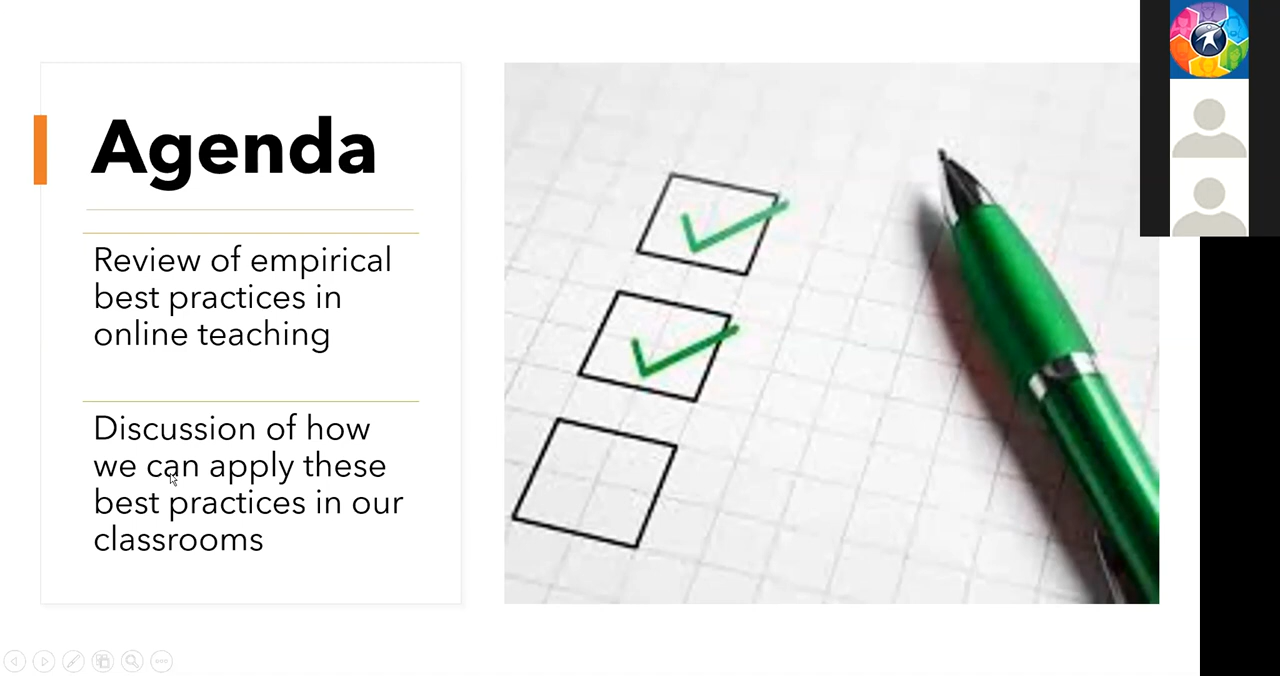 Agenda
Review of empirical
best practices in
online teaching
Discussion of how
we can apply these
best practices in our
classrooms